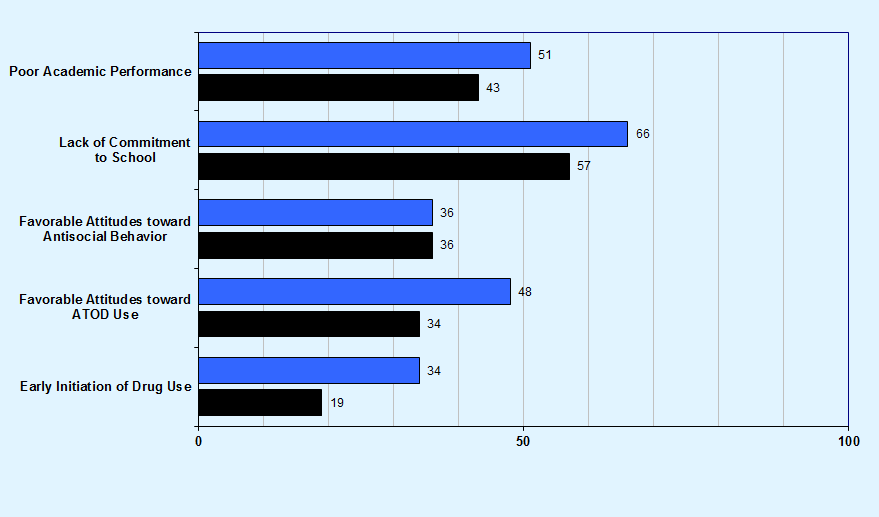 Poor Academic Performance
51
43
Lack of Commitment
to School
66
57
Favorable Attitudes toward
Antisocial Behavior
36
36
Favorable Attitudes toward
ATOD Use
48
34
Early Initiation of Drug Use
34
19
0 50 100